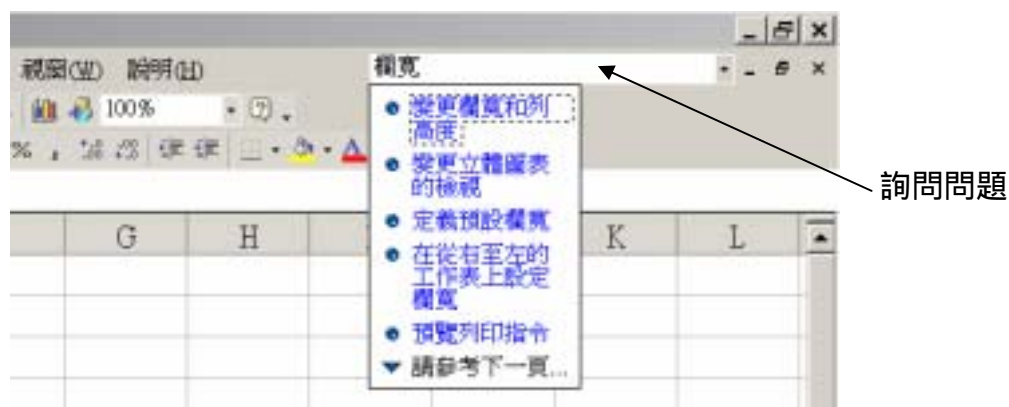 視窗(W) 說明(H) 欄寬
100%
%
變更欄寬和列
高度
變更立體圖表
的檢視
詢問問題
定義預設欄寬
G H K L
在從右至左的
工作表上設定
欄寬
預覽列印指令
請參考下一頁...